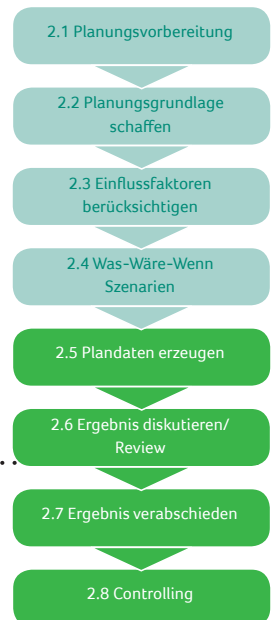 2.1 Planungsvorbereitung
2.2 Planungsgrundlage
schaffen
2.3 Einflussfaktoren
berücksichtigen
2.4 Was-Wäre-Wenn
Szenarien
2.5 Plandaten erzeugen
2.6 Ergebnis diskutieren/
Review
2.7 Ergebnis verabschieden
2.8 Controlling